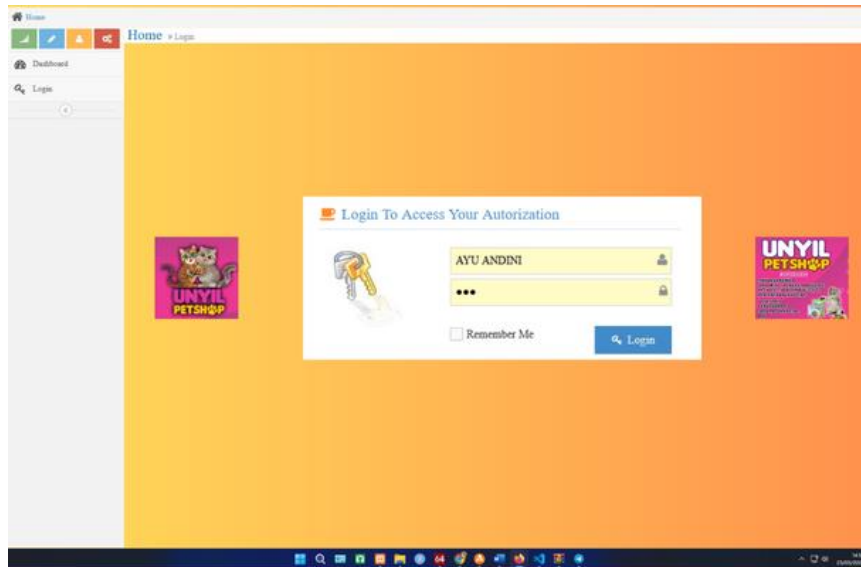 Home
Home » Login
Dashboard
Login
Login To Access Your Autorization
AYU ANDINI
•••
Remember Me
Login
UNYIL
PETSHOP
UNYIL
PETSHOP
64